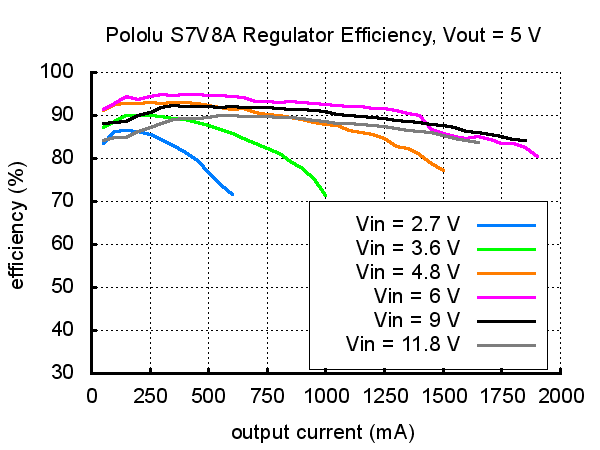 Pololu S7V8A Regulator Efficiency, Vout = 5 V
100
90
80
70
60
50
40
30
efficiency (%)
Vin = 2.7 V
Vin = 3.6 V
Vin = 4.8 V
Vin = 6 V
Vin = 9 V
Vin = 11.8 V
0 250 500 750 1000 1250 1500 1750 2000
output current (mA)